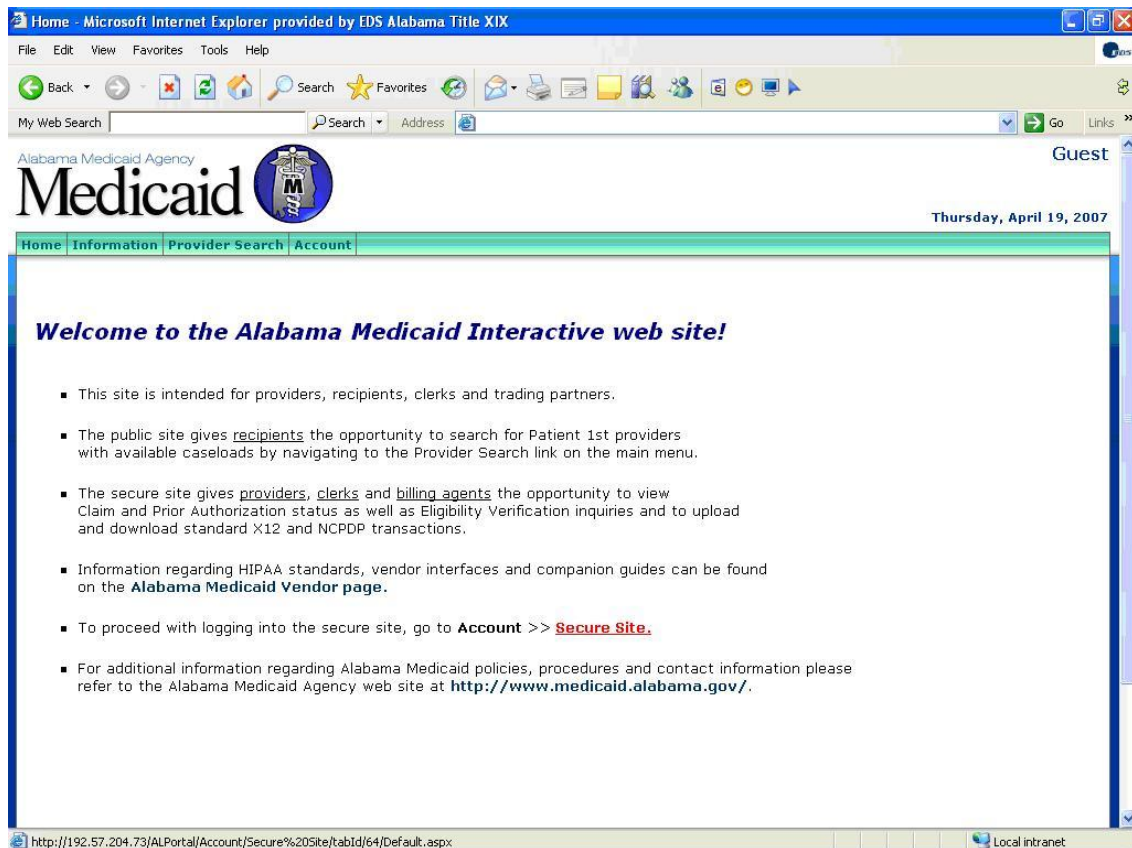 Home - Microsoft Internet Explorer provided by EDS Alabama Title XIX
File Edit View Favorites Tools Help
Back Search Favorites
My Web Search Search Address Go Links »
Alabama Medicaid Agency
Medicaid
M
Guest
Thursday, April 19, 2007
Home Information Provider Search Account
Welcome to the Alabama Medicaid Interactive web site!
▪ This site is intended for providers, recipients, clerks and trading partners.
▪ The public site gives recipients the opportunity to search for Patient 1st providers
with available caseloads by navigating to the Provider Search link on the main menu.
▪ The secure site gives providers, clerks and billing agents the opportunity to view
Claim and Prior Authorization status as well as Eligibility Verification inquiries and to upload
and download standard X12 and NCPDP transactions.
▪ Information regarding HIPAA standards, vendor interfaces and companion guides can be found
on the Alabama Medicaid Vendor page.
▪ To proceed with logging into the secure site, go to Account >> Secure Site.
▪ For additional information regarding Alabama Medicaid policies, procedures and contact information please
refer to the Alabama Medicaid Agency web site at http://www.medicaid.alabama.gov/.
http://192.57.204.73/ALPortal/Account/Secure%20Site/tabId/64/Default.aspx Local intranet